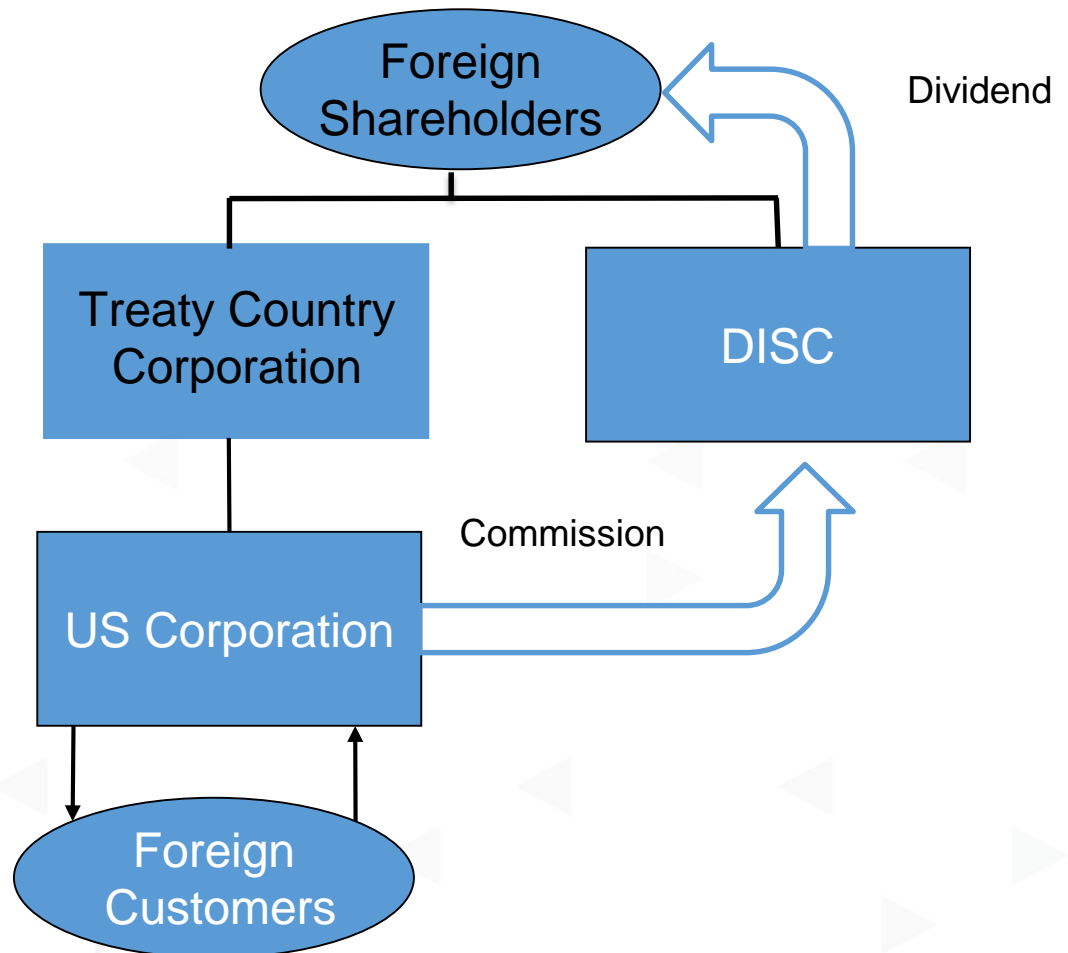 Foreign
Shareholders
Dividend
Treaty Country
Corporation
DISC
Commission
US Corporation
Foreign
Customers